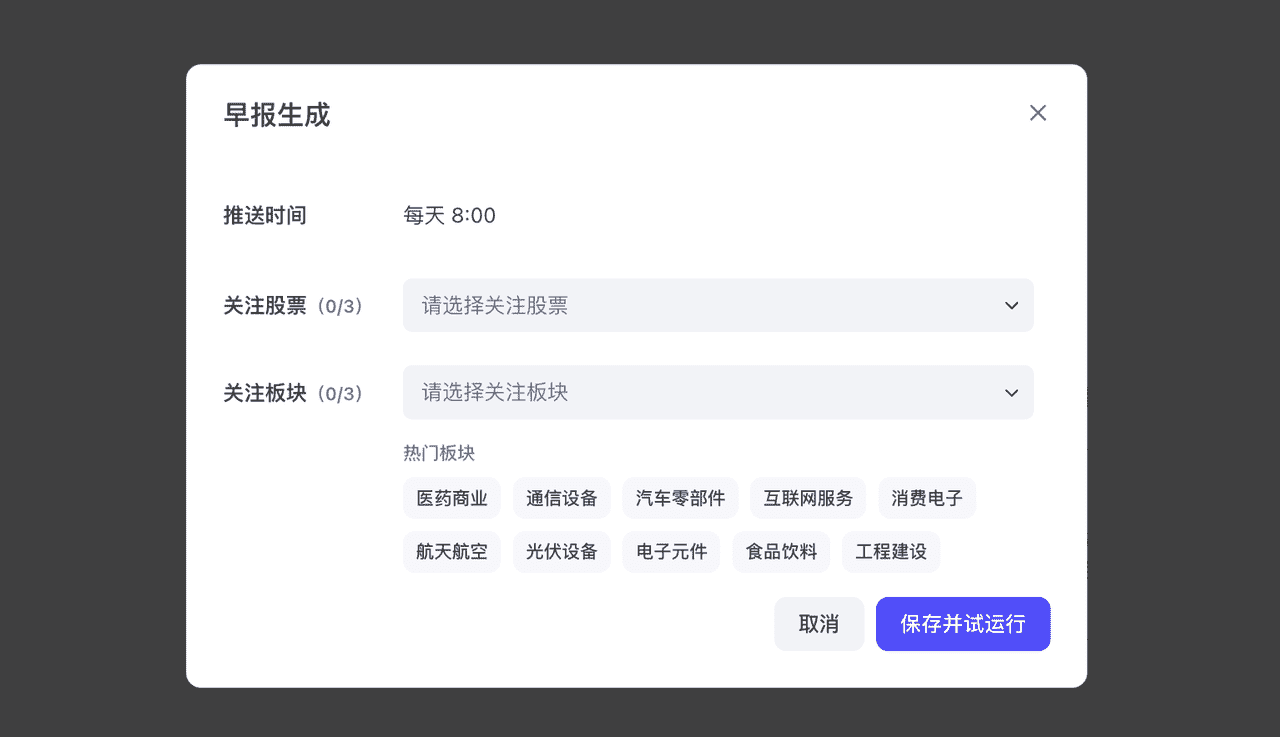 早报生成
推送时间 每天 8:00
关注股票 (0/3) 请选择关注股票
关注板块 (0/3) 请选择关注板块
热门板块
医药商业 通信设备 汽车零部件 互联网服务 消费电子
航天航空 光伏设备 电子元件 食品饮料 工程建设
取消 保存并试运行